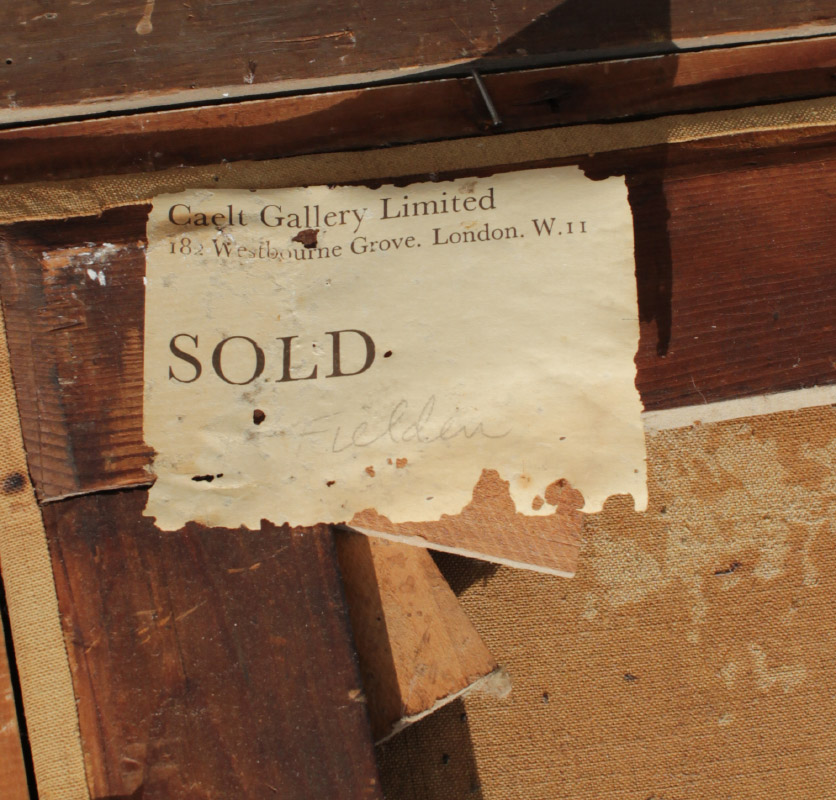 Caelt Gallery Limited
182 Westbourne Grove. London. W.11
SOLD
Fielden